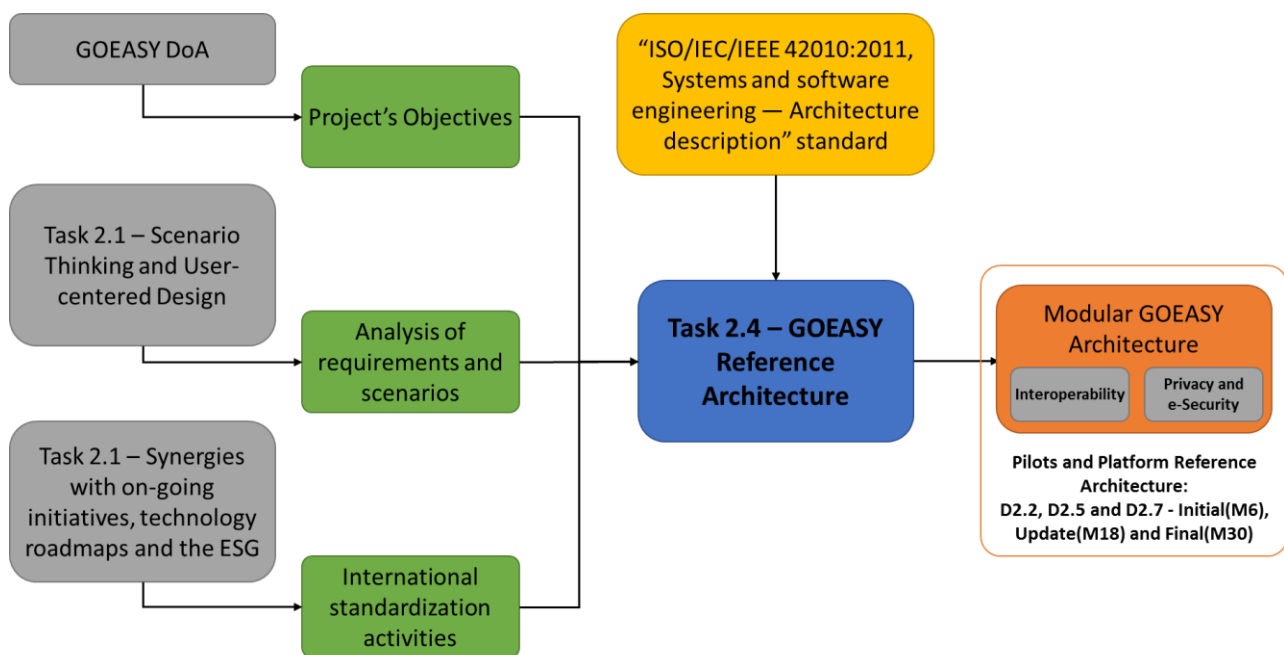 GOEASY DoA
Project's Objectives
"ISO/IEC/IEEE 42010:2011,
Systems and software
engineering — Architecture
description" standard
Task 2.1 – Scenario
Thinking and User-
centered Design
Analysis of
requirements and
scenarios
Task 2.4 – GOEASY
Reference
Architecture
Modular GOEASY
Architecture
Interoperability
Privacy and
e-Security
Pilots and Platform Reference
Architecture:
D2.2, D2.5 and D2.7 - Initial(M6),
Update(M18) and Final(M30)
Task 2.1 – Synergies
with on-going
initiatives, technology
roadmaps and the ESG
International
standardization
activities